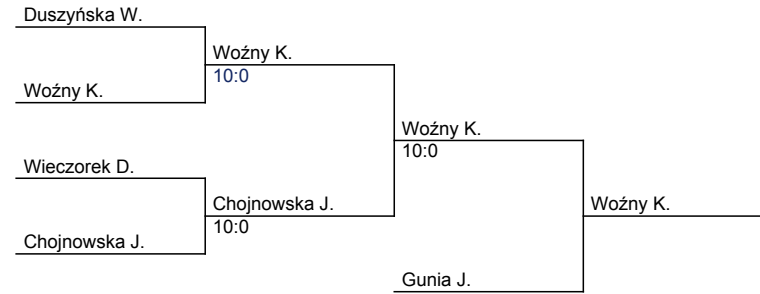 Duszyńska W.
Woźny K.
10:0
Woźny K.
Woźny K.
10:0
Wieczorek D.
Chojnowska J.
10:0
Woźny K.
Chojnowska J.
Gunia J.